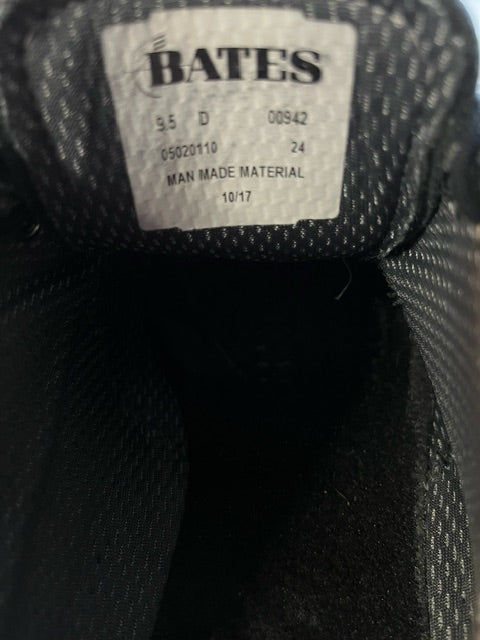 BATES
9.5 D 00942
05020110 24
MAN MADE MATERIAL
10/17